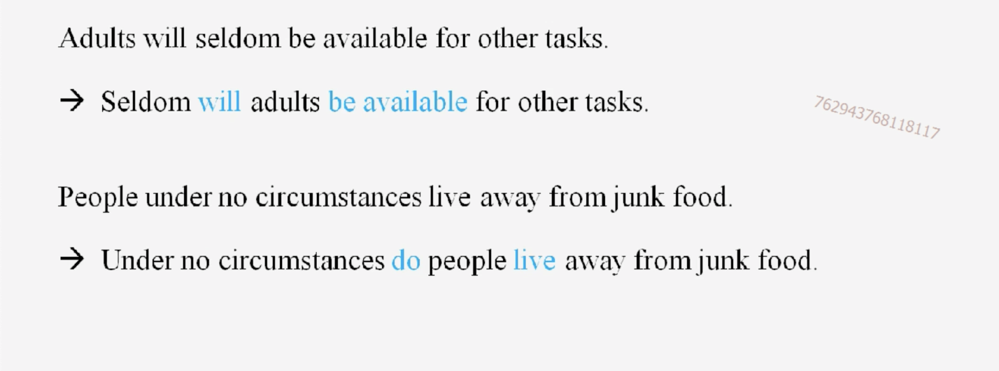 Adults will seldom be available for other tasks.
→ Seldom will adults be available for other tasks.
762943768118117
People under no circumstances live away from junk food.
→ Under no circumstances do people live away from junk food.